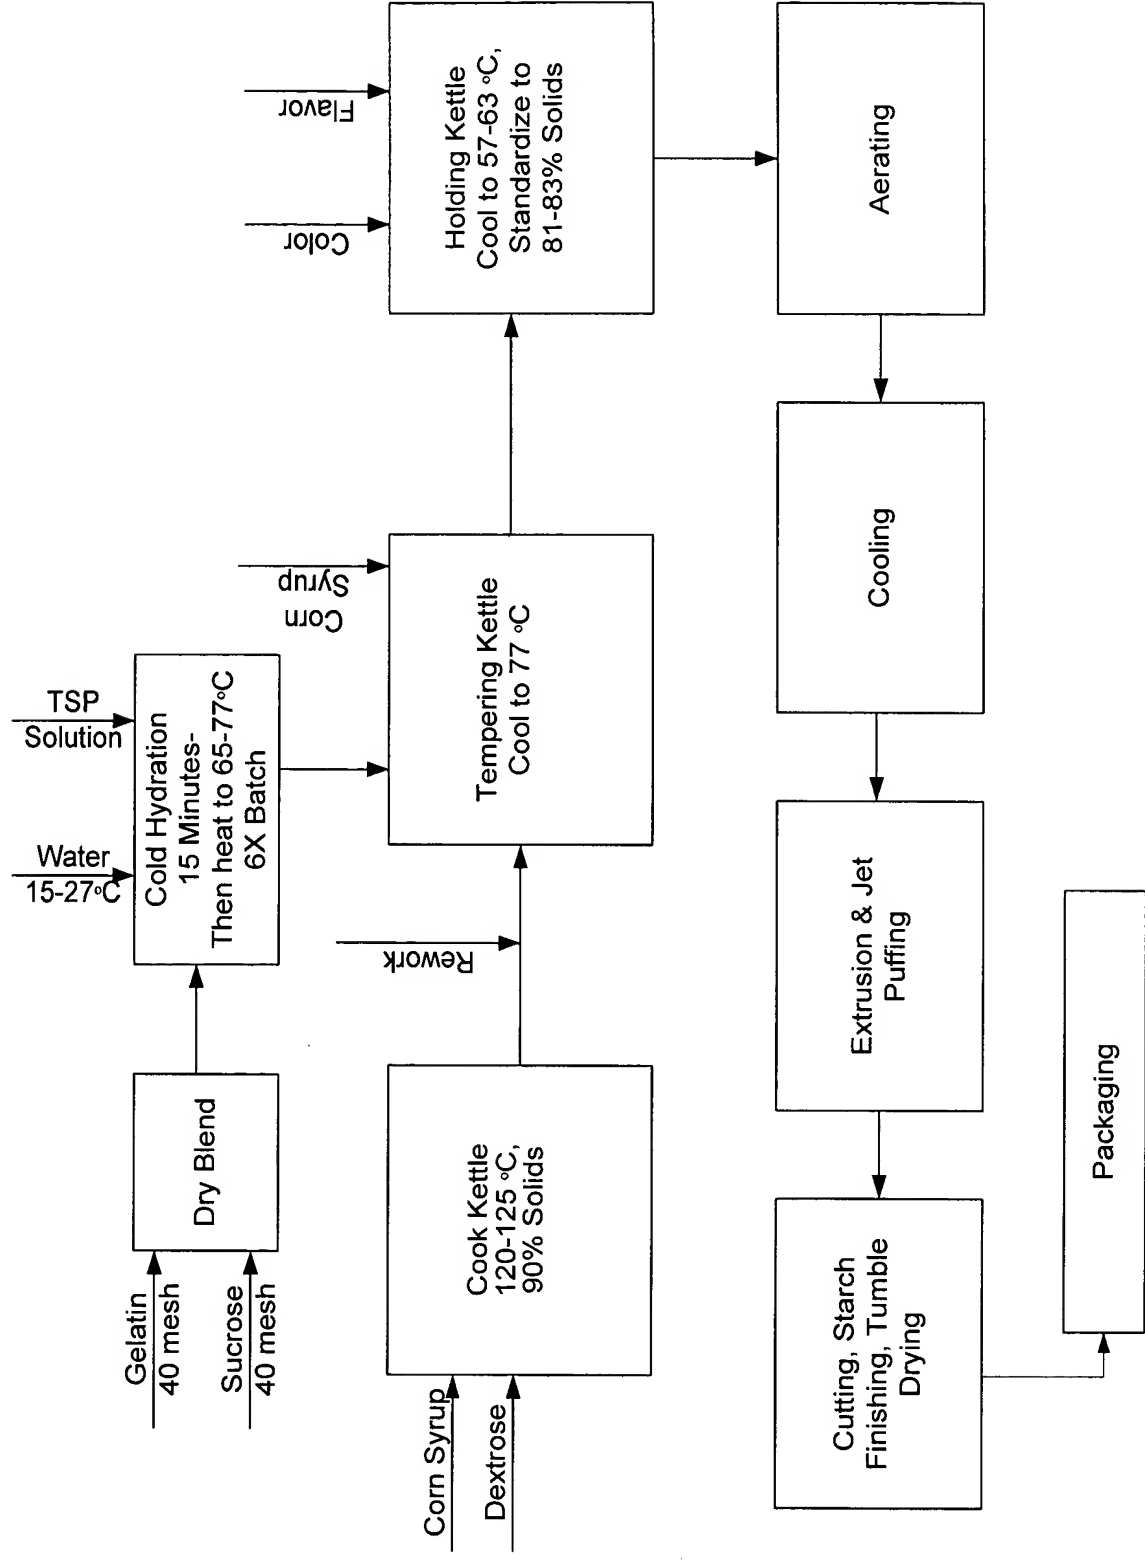 Gelatin
40 mesh
Sucrose
40 mesh
Dry Blend
Water
15-27°C
TSP
Solution
Cold Hydration
15 Minutes-
Then heat to 65-77°C
6X Batch
Corn Syrup
Dextrose
Cook Kettle
120-125 °C,
90% Solids
Rework
Corn
Syrup
Tempering Kettle
Cool to 77 °C
Color
Flavor
Holding Kettle
Cool to 57-63 °C,
Standardize to
81-83% Solids
Aerating
Cooling
Extrusion & Jet
Puffing
Cutting, Starch
Finishing, Tumble
Drying
Packaging